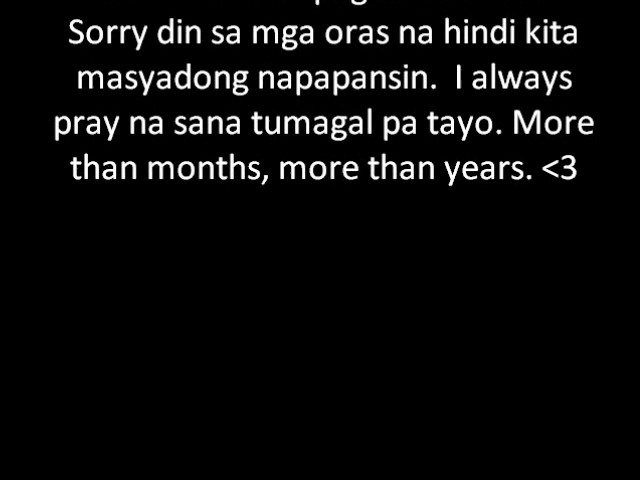 Sorry din sa mga oras na hindi kita
masyadong napapansin.  I always
pray na sana tumagal pa tayo. More
than months, more than years. <3